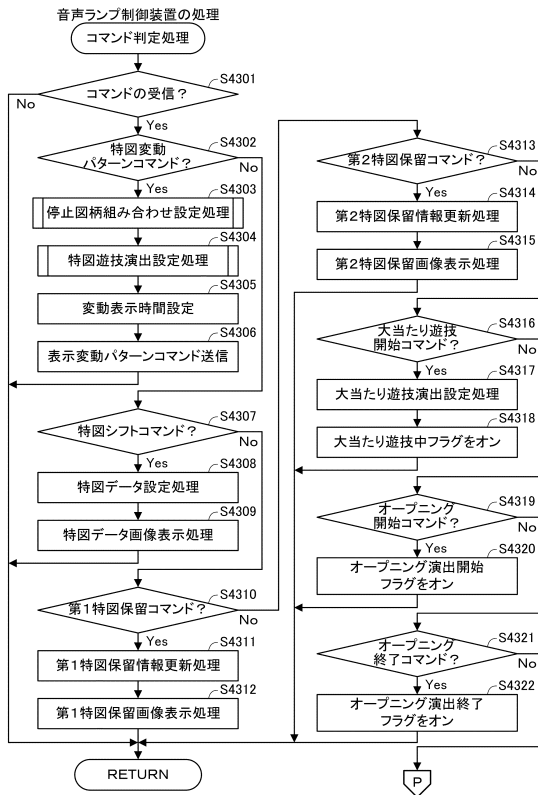 音声ランプ制御装置の処理
コマンド判定処理
S4301
コマンドの受信？
No
Yes
S4302
特図変動
パターンコマンド？
No
Yes
S4303
停止図柄組み合わせ設定処理
S4304
特図遊技演出設定処理
S4305
変動表示時間設定
S4306
表示変動パターンコマンド送信
S4307
特図シフトコマンド？
No
Yes
S4308
特図データ設定処理
S4309
特図データ画像表示処理
S4310
第1特図保留コマンド？
No
Yes
S4311
第1特図保留情報更新処理
S4312
第1特図保留画像表示処理
RETURN
S4313
第2特図保留コマンド？
No
Yes
S4314
第2特図保留情報更新処理
S4315
第2特図保留画像表示処理
S4316
大当たり遊技
開始コマンド？
No
Yes
S4317
大当たり遊技演出設定処理
S4318
大当たり遊技中フラグをオン
S4319
オープニング
開始コマンド？
No
Yes
S4320
オープニング演出開始
フラグをオン
S4321
オープニング
終了コマンド？
No
Yes
S4322
オープニング演出終了
フラグをオン
P